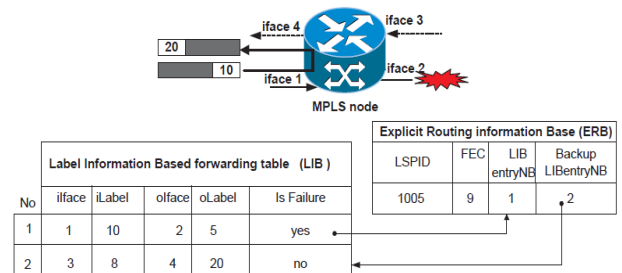 iface 4
iface 3
20
10
iface 1
iface 2
MPLS node
Explicit Routing information Base (ERB)
LSPID FEC LIB entryNB Backup LIBentryNB
1005 9 1 2
Label Information Based forwarding table (LIB )
No iIface iLabel oIface oLabel Is Failure
1 1 10 2 5 yes
2 3 8 4 20 no